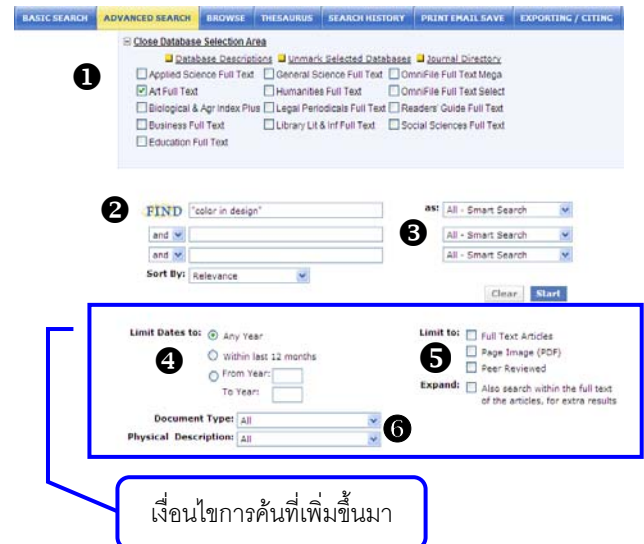 BASIC SEARCH ADVANCED SEARCH BROWSE THESAURUS SEARCH HISTORY PRINT EMAIL SAVE EXPORTING / CITING
Close Database Selection Area
Database Descriptions Unmark Selected Databases Journal Directory
❶
Applied Science Full Text General Science Full Text OmniFile Full Text Mega
Art Full Text Humanities Full Text OmniFile Full Text Select
Biological & Agr Index Plus Legal Periodicals Full Text Readers' Guide Full Text
Business Full Text Library Lit & Inf Full Text Social Sciences Full Text
Education Full Text
❷ FIND "color in design" as: All - Smart Search
and ❸ All - Smart Search
and All - Smart Search
Sort By: Relevance
Clear Start
Limit Dates to: Any Year Limit to: Full Text Articles
❹ Within last 12 months ❺ Page Image (PDF)
From Year: Peer Reviewed
To Year: Expand: Also search within the full text
of the articles, for extra results
Document Type: All ❻
Physical Description: All
เงื่อนไขการค้นที่เพิ่มขึ้นมา